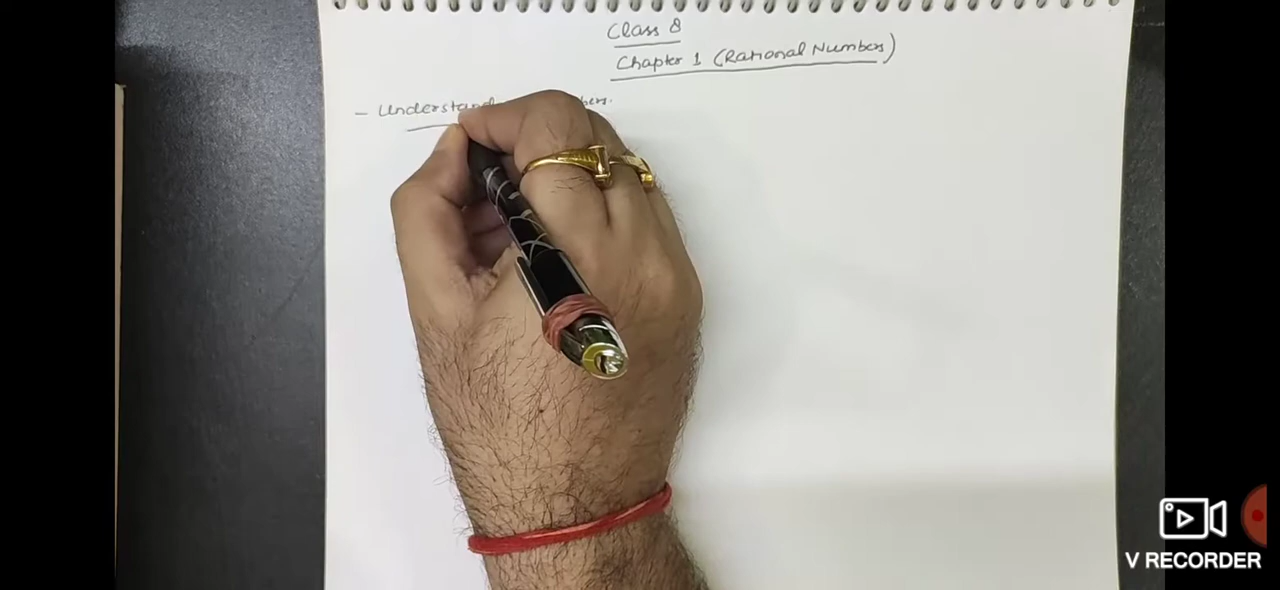 Class 8
Chapter 1 (Rational Numbers)
- Understand
V RECORDER